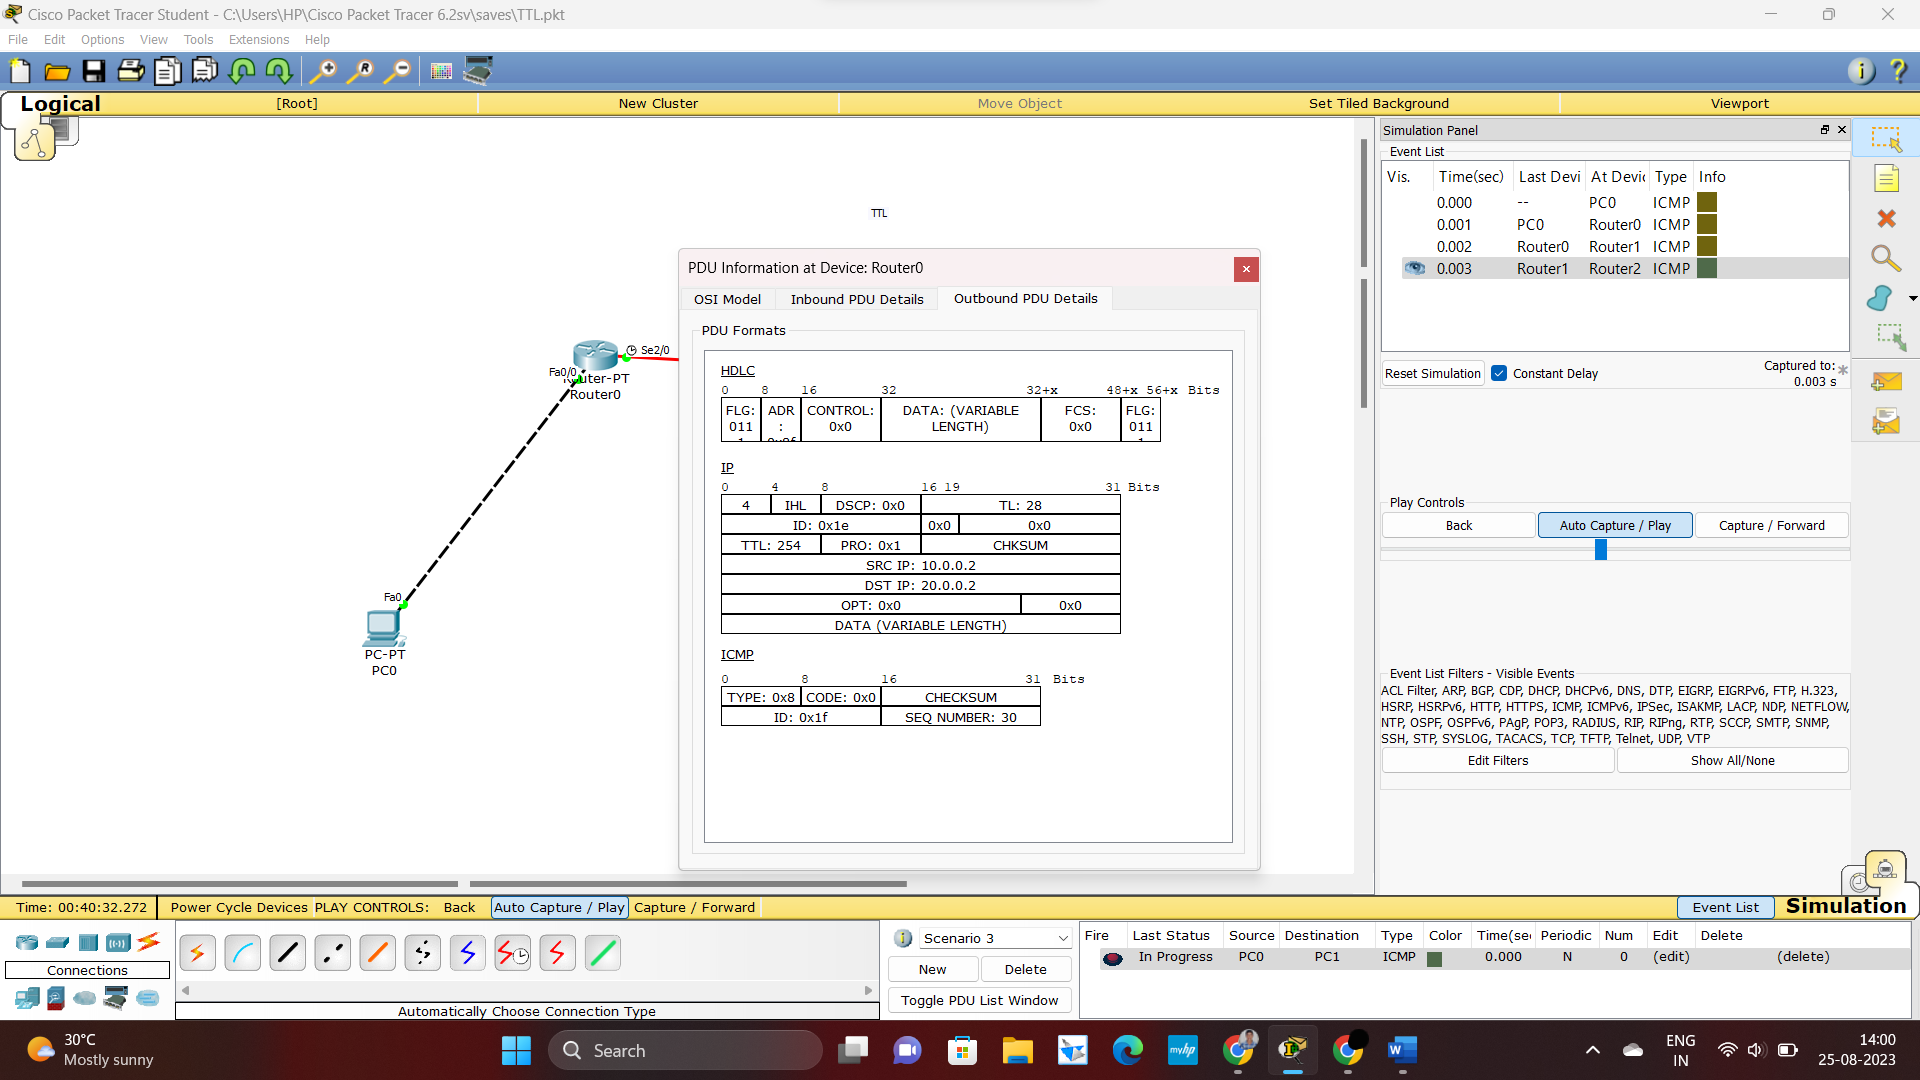 Cisco Packet Tracer Student - C:\Users\HP\Cisco Packet Tracer 6.2sv\saves\TTL.pkt
File Edit Options View Tools Extensions Help
Logical [Root] New Cluster Move Object Set Tiled Background Viewport
TTL
Se2/0
Fa0/0
Router-PT
Router0
Fa0
PC-PT
PC0
PDU Information at Device: Router0
OSI Model Inbound PDU Details Outbound PDU Details
PDU Formats
HDLC
0 8 16 32 32+x 48+x 56+x Bits
FLG: ADR CONTROL: DATA: (VARIABLE FCS: FLG:
011 : 0x0 LENGTH) 0x0 011
IP
0 4 8 16 19 31 Bits
4 IHL DSCP: 0x0 TL: 28
ID: 0x1e 0x0 0x0
TTL: 254 PRO: 0x1 CHKSUM
SRC IP: 10.0.0.2
DST IP: 20.0.0.2
OPT: 0x0 0x0
DATA (VARIABLE LENGTH)
ICMP
0 8 16 31 Bits
TYPE: 0x8 CODE: 0x0 CHECKSUM
ID: 0x1f SEQ NUMBER: 30
Simulation Panel
Event List
Vis. Time(sec) Last Devi At Devic Type Info
0.000 -- PC0 ICMP
0.001 PC0 Router0 ICMP
0.002 Router0 Router1 ICMP
0.003 Router1 Router2 ICMP
Reset Simulation Constant Delay Captured to: *
0.003 s
Play Controls
Back Auto Capture / Play Capture / Forward
Event List Filters - Visible Events
ACL Filter, ARP, BGP, CDP, DHCP, DHCPv6, DNS, DTP, EIGRP, EIGRPv6, FTP, H.323,
HSRP, HSRPv6, HTTP, HTTPS, ICMP, ICMPv6, IPSec, ISAKMP, LACP, NDP, NETFLOW,
NTP, OSPF, OSPFv6, PAgP, POP3, RADIUS, RIP, RIPng, RTP, SCCP, SMTP, SNMP,
SSH, STP, SYSLOG, TACACS, TCP, TFTP, Telnet, UDP, VTP
Edit Filters Show All/None
Time: 00:40:32.272 Power Cycle Devices PLAY CONTROLS: Back Auto Capture / Play Capture / Forward Event List Simulation
Connections
Automatically Choose Connection Type
Scenario 3
New Delete
Toggle PDU List Window
Fire Last Status Source Destination Type Color Time(sec Periodic Num Edit Delete
In Progress PC0 PC1 ICMP 0.000 N 0 (edit) (delete)
30°C
Mostly sunny
Search
myhp
ENG
IN
14:00
25-08-2023